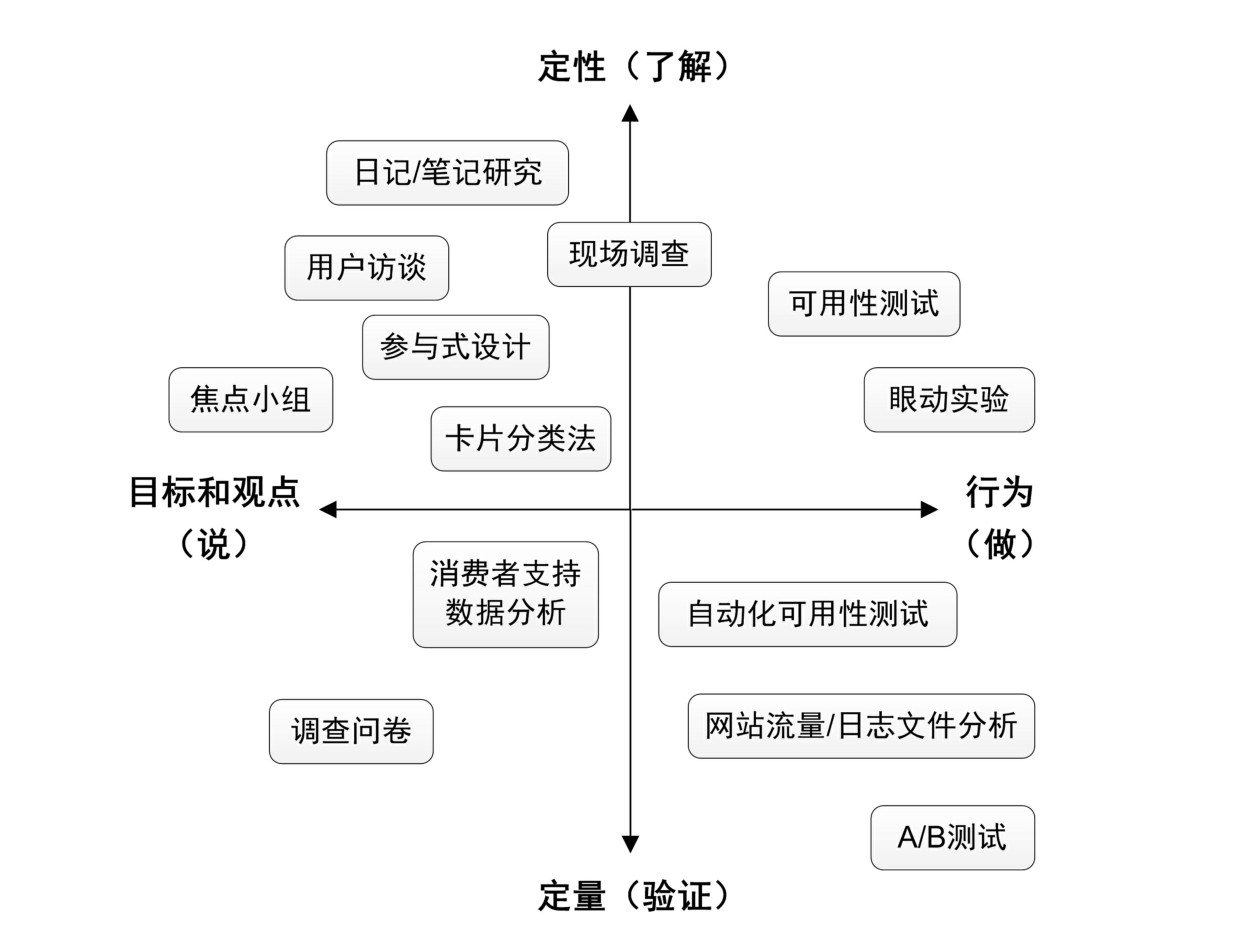 定性（了解）
日记/笔记研究
现场调查
用户访谈
可用性测试
参与式设计
焦点小组
眼动实验
卡片分类法
目标和观点
（说）
行为
（做）
消费者支持
数据分析
自动化可用性测试
网站流量/日志文件分析
调查问卷
A/B测试
定量（验证）